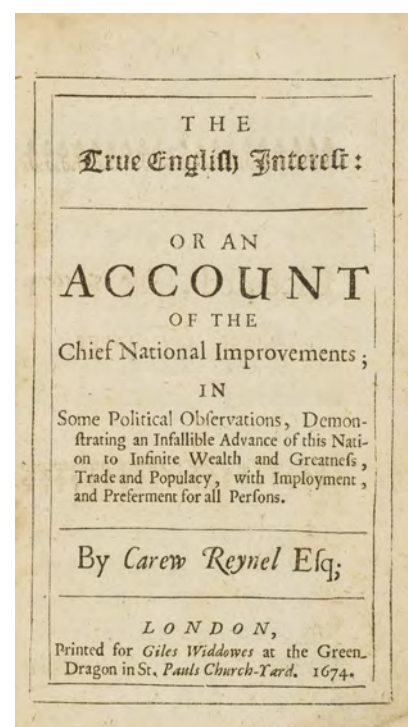 THE
True Engliſh Intereſt:
OR AN
ACCOUNT
OF THE
Chief National Improvements;
IN
Some Political Obſervations, Demon-
ſtrating an Infallible Advance of this Nati-
on to Infinite Wealth and Greatneſs,
Trade and Populacy, with Imployment,
and Preferment for all Perſons.
By Carew Reynel Eſq;
LONDON,
Printed for Giles Widdowes at the Green-
Dragon in St. Pauls Church-Yard. 1674.